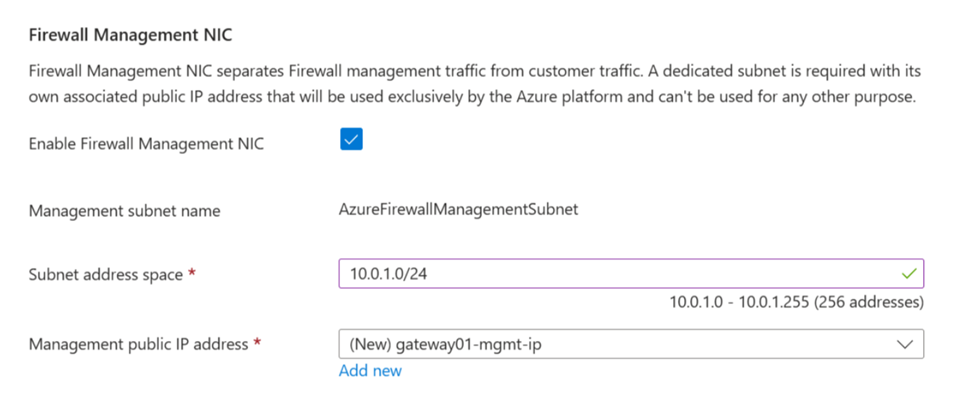 Firewall Management NIC
Firewall Management NIC separates Firewall management traffic from customer traffic. A dedicated subnet is required with its
own associated public IP address that will be used exclusively by the Azure platform and can't be used for any other purpose.
Enable Firewall Management NIC
Management subnet name AzureFirewallManagementSubnet
Subnet address space * 10.0.1.0/24
10.0.1.0 - 10.0.1.255 (256 addresses)
Management public IP address * (New) gateway01-mgmt-ip
Add new